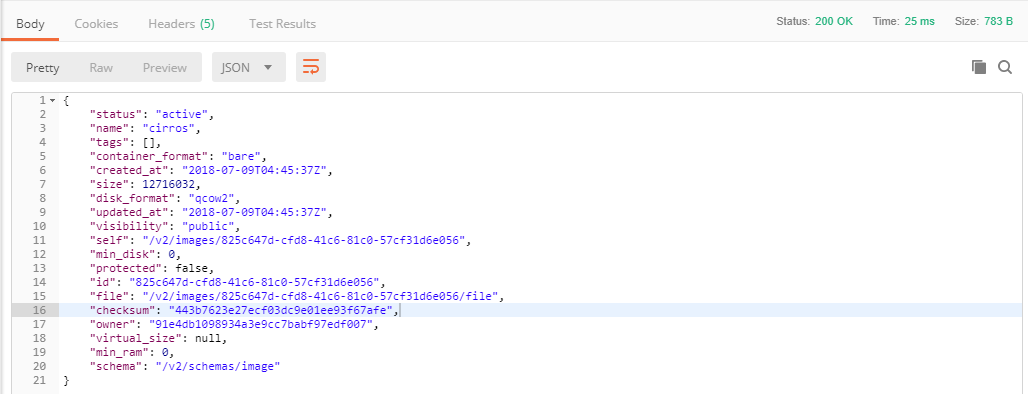 Body Cookies Headers (5) Test Results Status: 200 OK Time: 25 ms Size: 783 B
Pretty Raw Preview JSON
1 {
2 "status": "active",
3 "name": "cirros",
4 "tags": [],
5 "container_format": "bare",
6 "created_at": "2018-07-09T04:45:37Z",
7 "size": 12716032,
8 "disk_format": "qcow2",
9 "updated_at": "2018-07-09T04:45:37Z",
10 "visibility": "public",
11 "self": "/v2/images/825c647d-cfd8-41c6-81c0-57cf31d6e056",
12 "min_disk": 0,
13 "protected": false,
14 "id": "825c647d-cfd8-41c6-81c0-57cf31d6e056",
15 "file": "/v2/images/825c647d-cfd8-41c6-81c0-57cf31d6e056/file",
16 "checksum": "443b7623e27ecf03dc9e01ee93f67afe",
17 "owner": "91e4db1098934a3e9cc7babf97edf007",
18 "virtual_size": null,
19 "min_ram": 0,
20 "schema": "/v2/schemas/image"
21 }